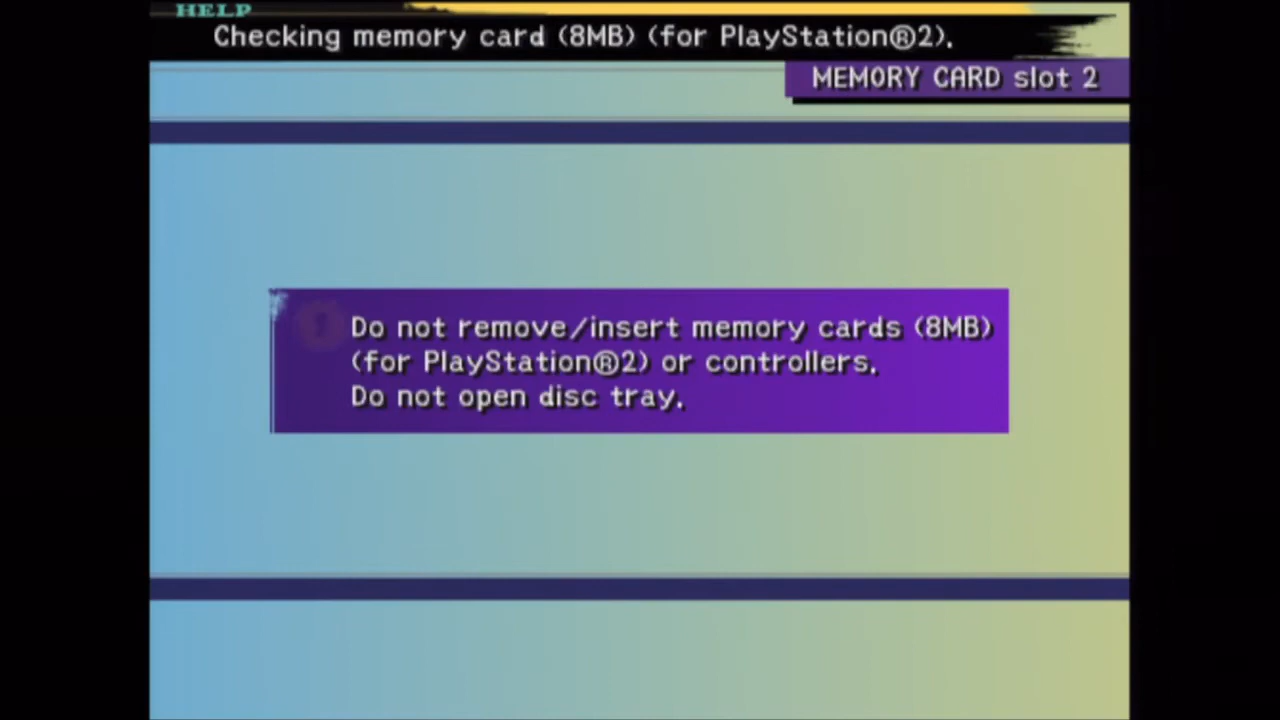 HELP
Checking memory card (8MB) (for PlayStation®2).
MEMORY CARD slot 2
Do not remove/insert memory cards (8MB)
(for PlayStation®2) or controllers.
Do not open disc tray.